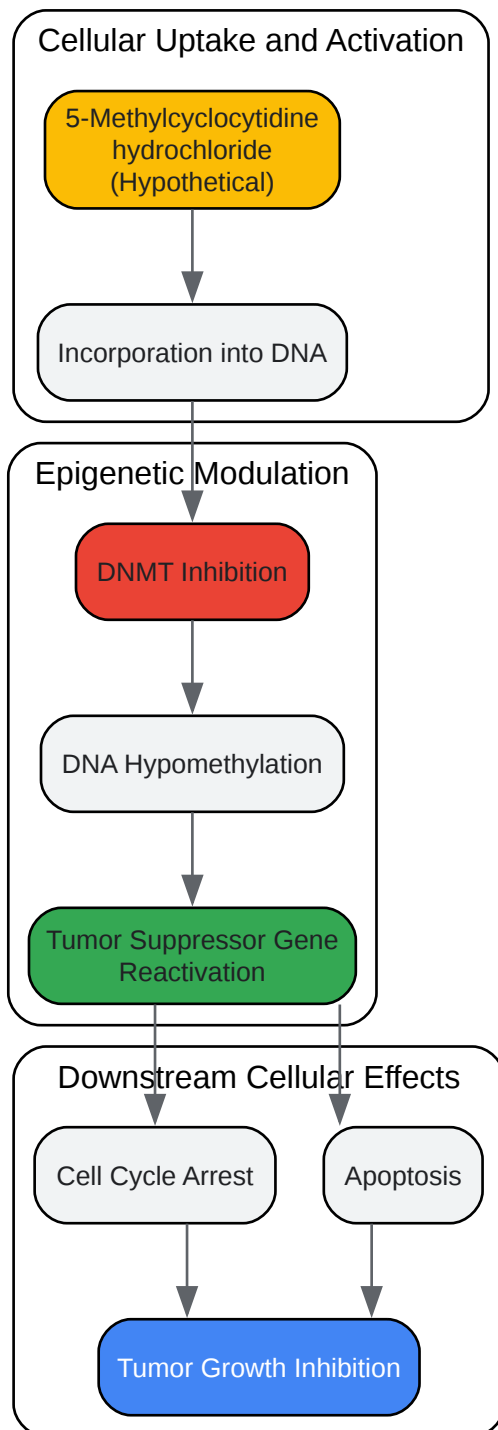 Cellular Uptake and Activation
5-Methylcyclocytidine
hydrochloride
(Hypothetical)
Incorporation into DNA
Epigenetic Modulation
DNMT Inhibition
DNA Hypomethylation
Tumor Suppressor Gene
Reactivation
Downstream Cellular Effects
Cell Cycle Arrest
Apoptosis
Tumor Growth Inhibition